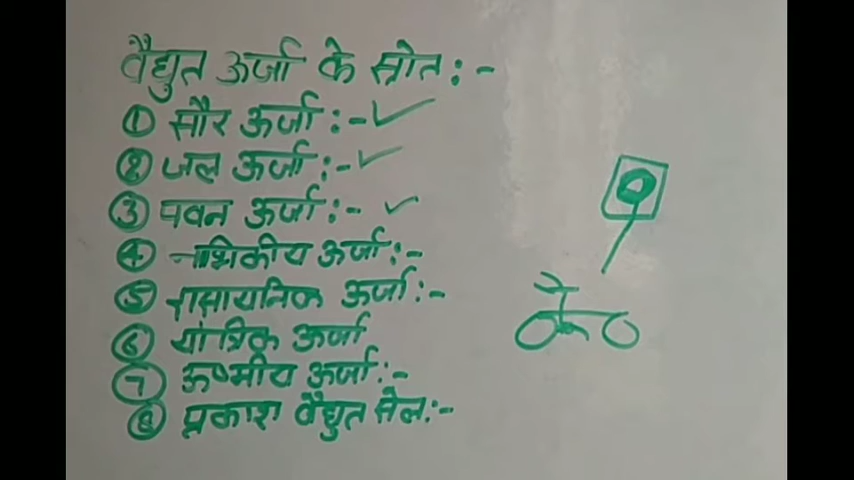 वैद्युत ऊर्जा के स्रोत:-
① सौर ऊर्जा:- ✓
② जल ऊर्जा:- ✓
③ पवन ऊर्जा:- ✓
④ नाभिकीय ऊर्जा:-
⑤ रासायनिक ऊर्जा:-
⑥ यांत्रिक ऊर्जा
⑦ ऊष्मीय ऊर्जा:-
⑧ प्रकाश वैद्युत सेल:-